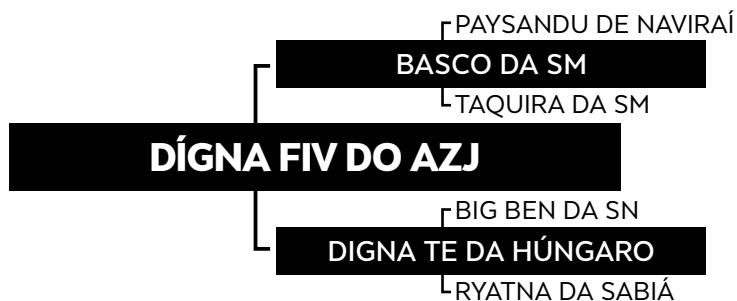 PAYSANDU DE NAVIRAÍ
BASCO DA SM
TAQUIRA DA SM
DÍGNA FIV DO AZJ
BIG BEN DA SN
DIGNA TE DA HÚNGARO
RYATNA DA SABIÁ